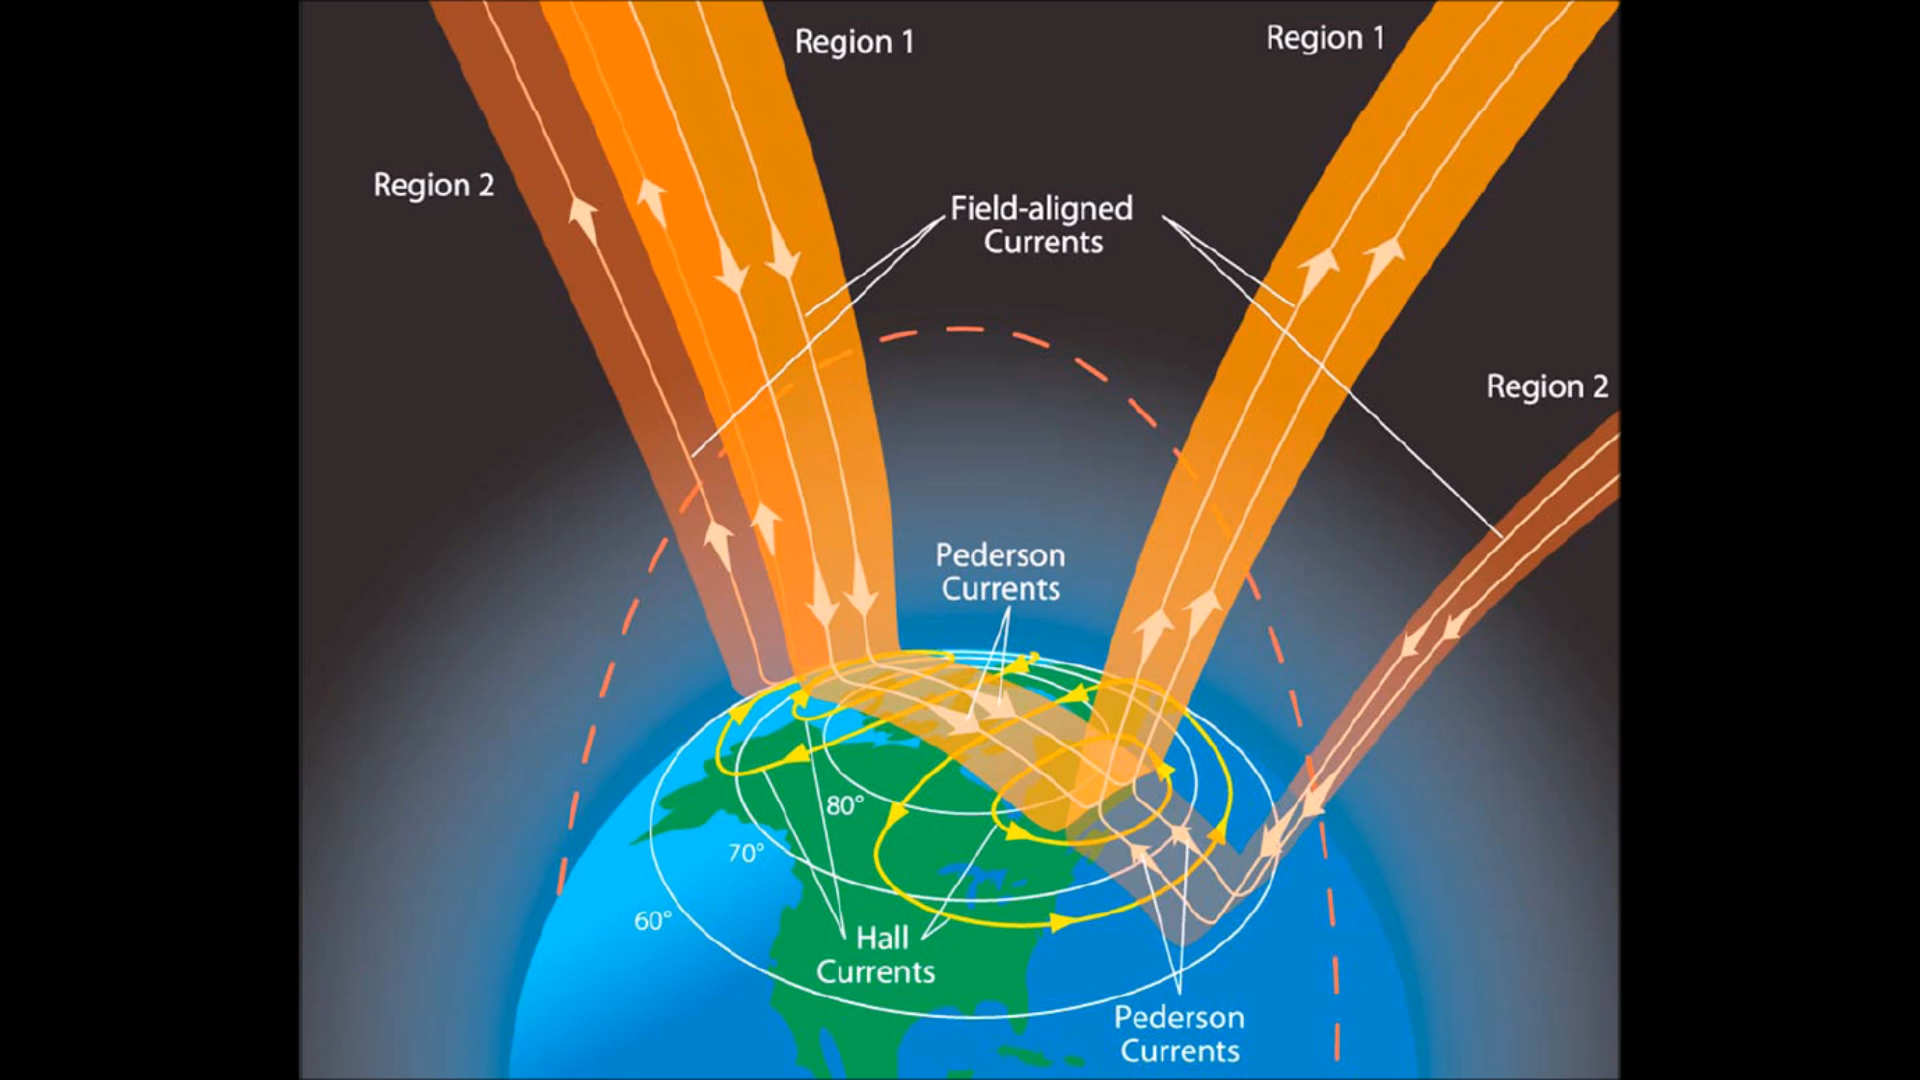 Region 1
Region 1
Region 2
Field-aligned
Currents
Region 2
Pederson
Currents
80°
70°
60°
Hall
Currents
Pederson
Currents